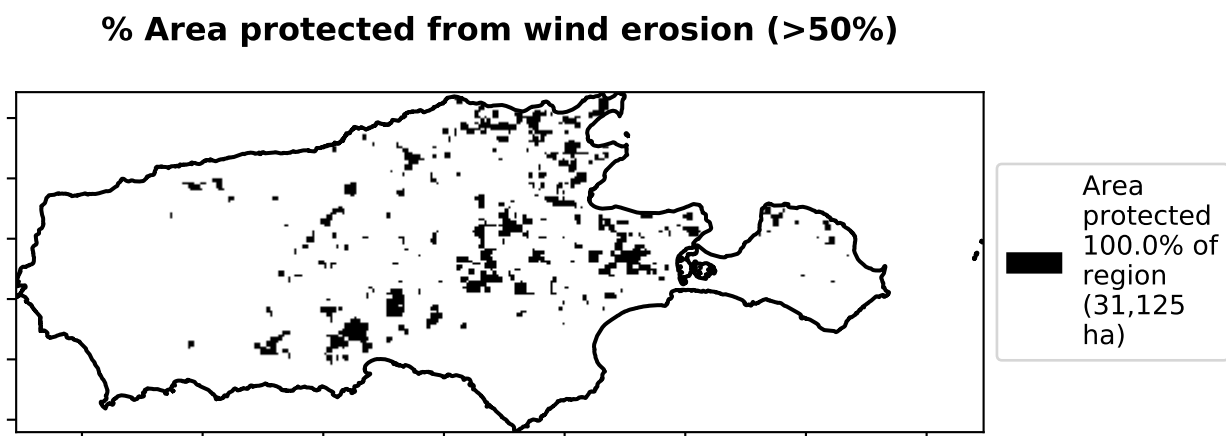 % Area protected from wind erosion (>50%)
Area
protected
100.0% of
region
(31,125
ha)